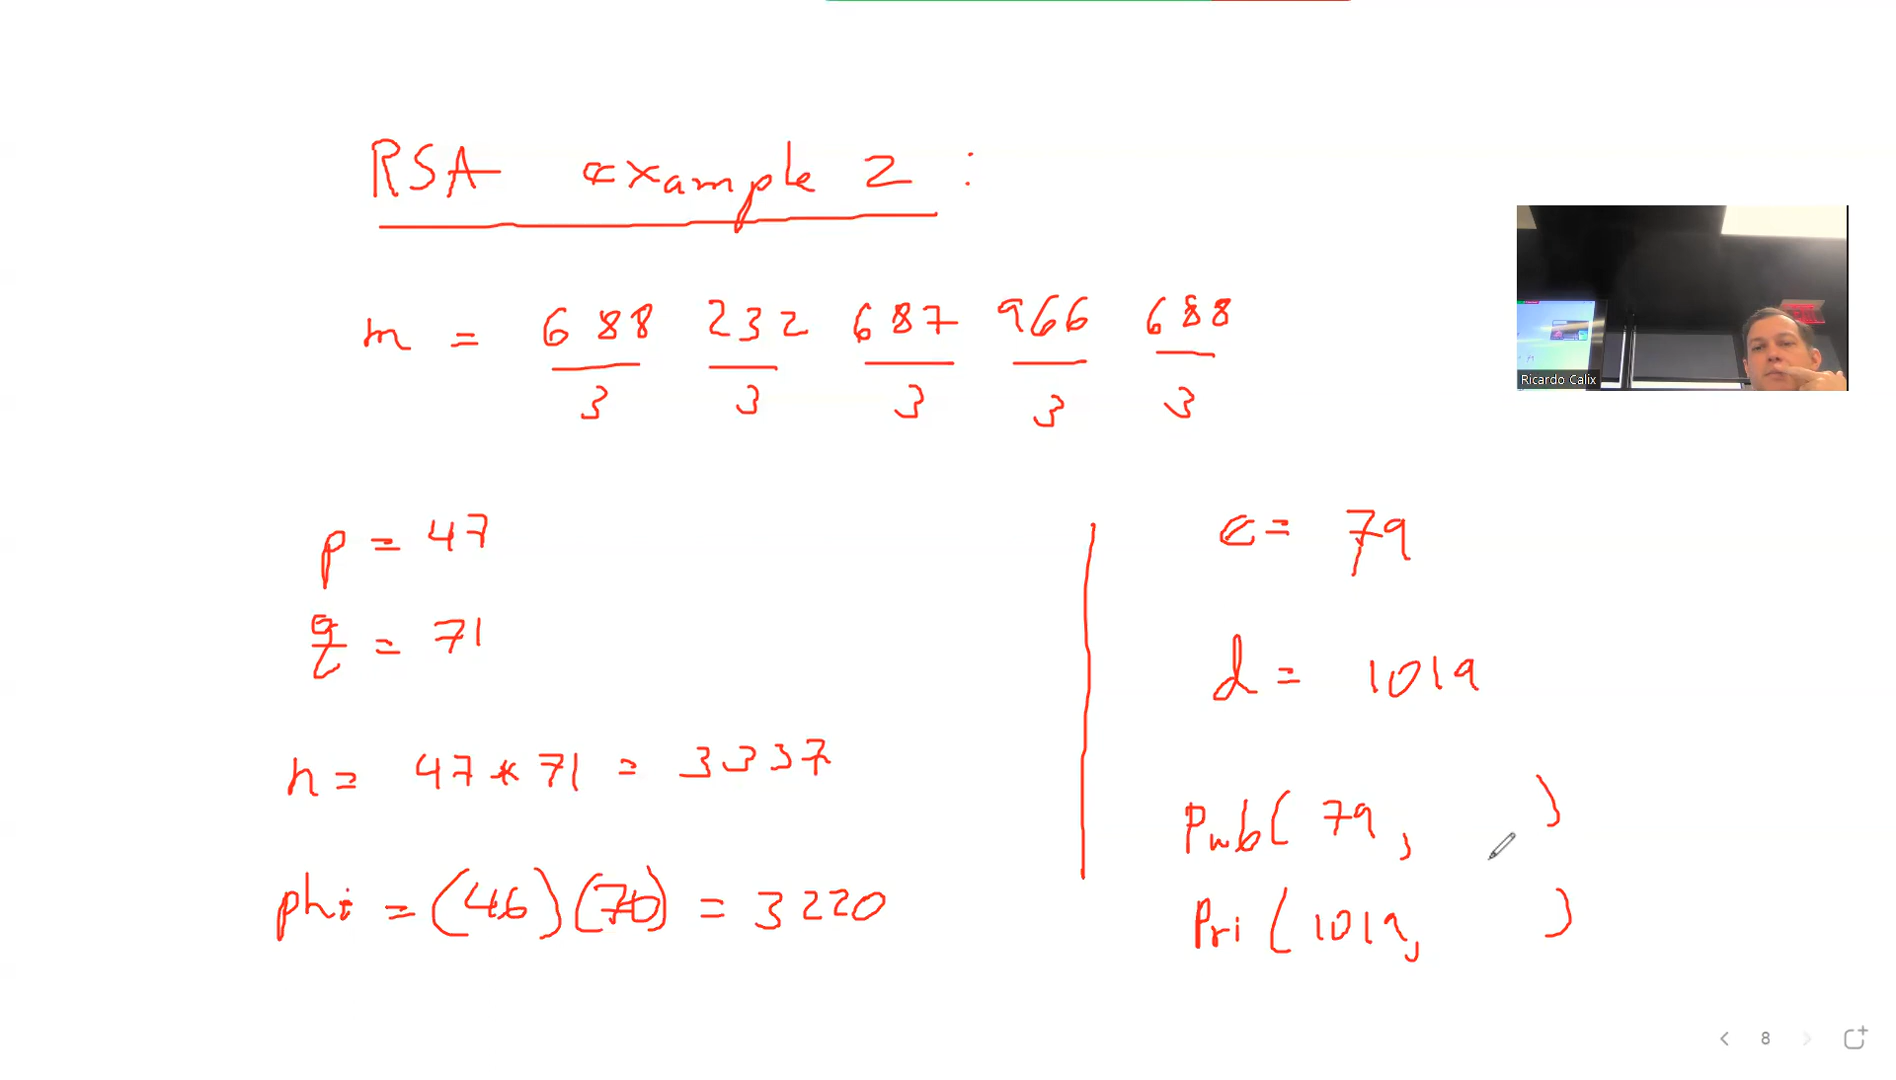 RSA example 2 :
m = 688 232 687 966 688
3 3 3 3 3
Ricardo Calix
p = 47
q = 71
n = 47 * 71 = 3337
phi = (46)(70) = 3220
e = 79
d = 1019
Pub( 79, )
Pri ( 1019, )
8